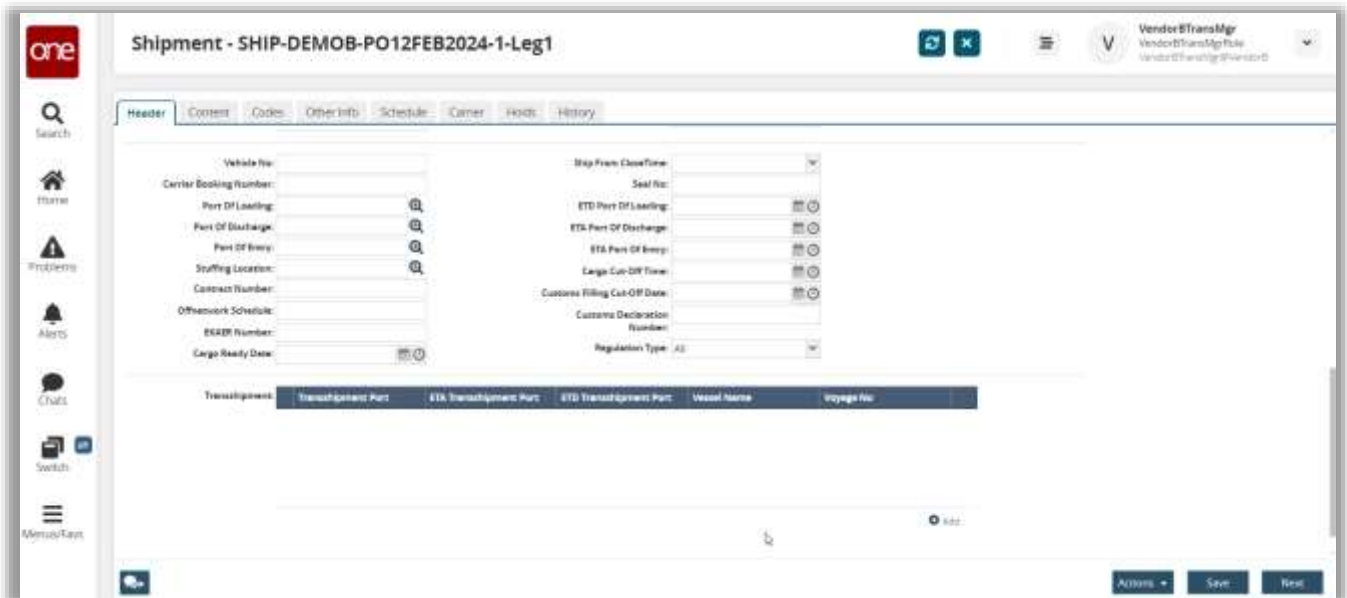 one
Shipment - SHIP-DEMOB-PO12FEB2024-1-Leg1
V
VendorBTransMgr
VendorBTransMgrRole
Search
Home
Problems
Alerts
Chats
Switch
Menus/Favs
Header Content Codes Other Info Schedule Carrier Holds History
Vehicle No: Ship From CloseTime:
Carrier Booking Number: Seal No:
Port Of Loading: ETD Port Of Loading:
Port Of Discharge: ETA Port Of Discharge:
Port Of Entry: ETA Port Of Entry:
Stuffing Location: Cargo Cut-Off Time:
Contract Number: Customs Filling Cut-Off Date:
Offnetwork Schedule: Customs Declaration
Number:
EKAER Number:
Cargo Ready Date: Regulation Type:
Transshipment: Transshipment Port ETA Transshipment Port ETD Transshipment Port Vessel Name Voyage No
Add
Actions Save Next